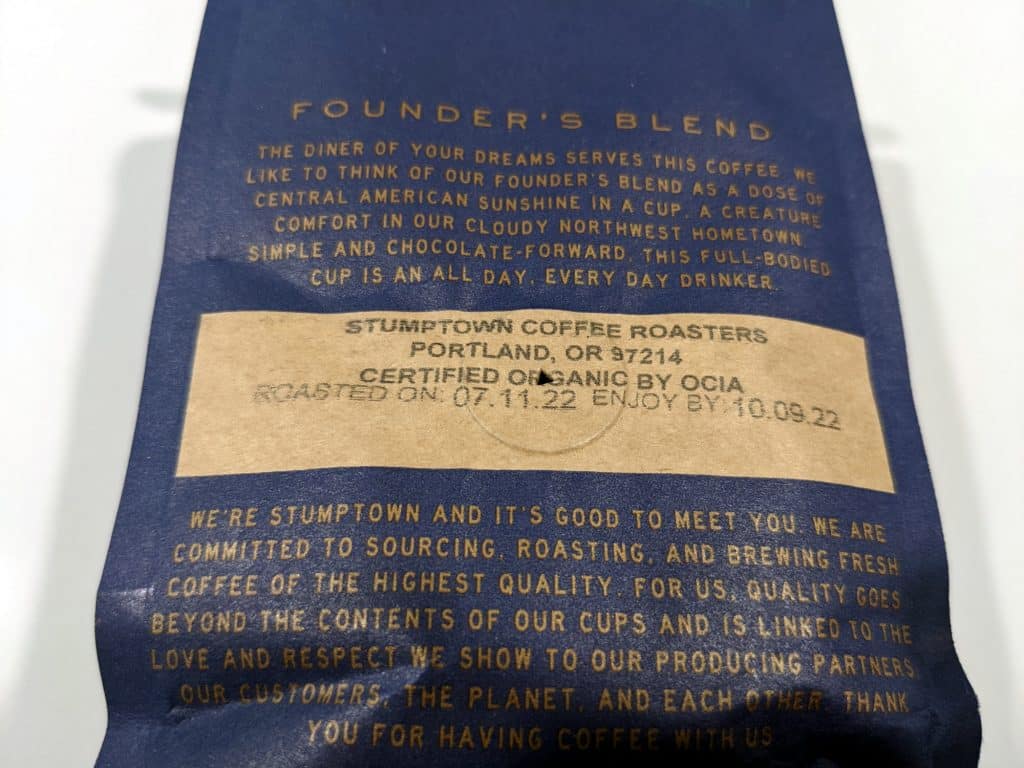 FOUNDER'S BLEND
THE DINER OF YOUR DREAMS SERVES THIS COFFEE. WE
LIKE TO THINK OF OUR FOUNDER'S BLEND AS A DOSE OF
CENTRAL AMERICAN SUNSHINE IN A CUP. A CREATURE
COMFORT IN OUR CLOUDY NORTHWEST HOMETOWN.
SIMPLE AND CHOCOLATE-FORWARD, THIS FULL-BODIED
CUP IS AN ALL DAY, EVERY DAY DRINKER.
STUMPTOWN COFFEE ROASTERS
PORTLAND, OR 97214
CERTIFIED ORGANIC BY OCIA
ROASTED ON: 07.11.22 ENJOY BY: 10.09.22
WE'RE STUMPTOWN AND IT'S GOOD TO MEET YOU. WE ARE
COMMITTED TO SOURCING, ROASTING, AND BREWING FRESH
COFFEE OF THE HIGHEST QUALITY. FOR US, QUALITY GOES
BEYOND THE CONTENTS OF OUR CUPS AND IS LINKED TO THE
LOVE AND RESPECT WE SHOW TO OUR PRODUCING PARTNERS,
OUR CUSTOMERS, THE PLANET, AND EACH OTHER. THANK
YOU FOR HAVING COFFEE WITH US.